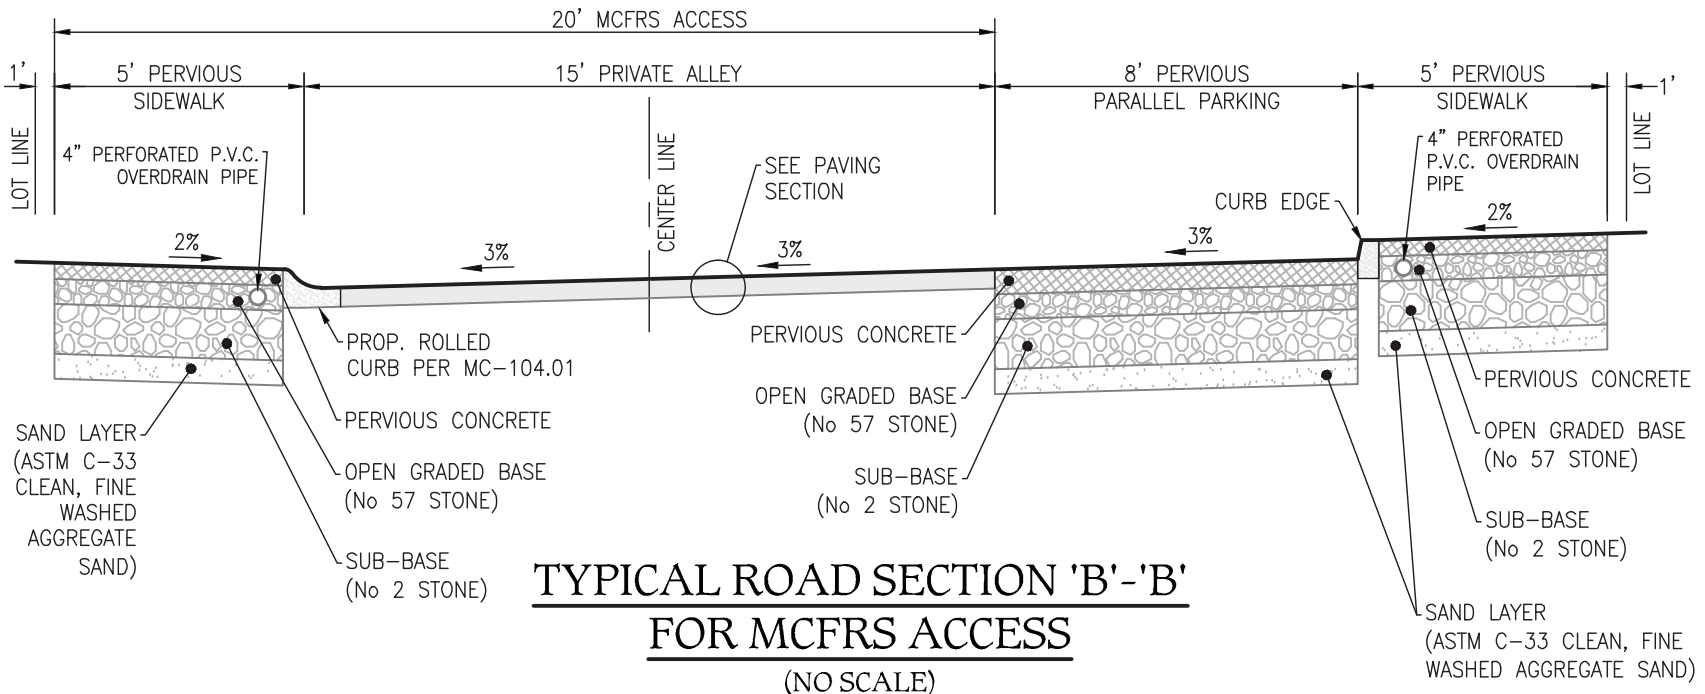 20' MCFRS ACCESS
1'
5' PERVIOUS
SIDEWALK
15' PRIVATE ALLEY
8' PERVIOUS
PARALLEL PARKING
5' PERVIOUS
SIDEWALK
1'
LOT LINE
4" PERFORATED P.V.C.
OVERDRAIN PIPE
CENTER LINE
SEE PAVING
SECTION
CURB EDGE
4" PERFORATED
P.V.C. OVERDRAIN
PIPE
LOT LINE
2%
3%
3%
3%
2%
PROP. ROLLED
CURB PER MC-104.01
PERVIOUS CONCRETE
OPEN GRADED BASE
(No 57 STONE)
SUB-BASE
(No 2 STONE)
SAND LAYER
(ASTM C-33
CLEAN, FINE
WASHED
AGGREGATE
SAND)
PERVIOUS CONCRETE
OPEN GRADED BASE
(No 57 STONE)
SUB-BASE
(No 2 STONE)
PERVIOUS CONCRETE
OPEN GRADED BASE
(No 57 STONE)
SUB-BASE
(No 2 STONE)
SAND LAYER
(ASTM C-33 CLEAN, FINE
WASHED AGGREGATE SAND)
TYPICAL ROAD SECTION 'B'-'B'
FOR MCFRS ACCESS
(NO SCALE)